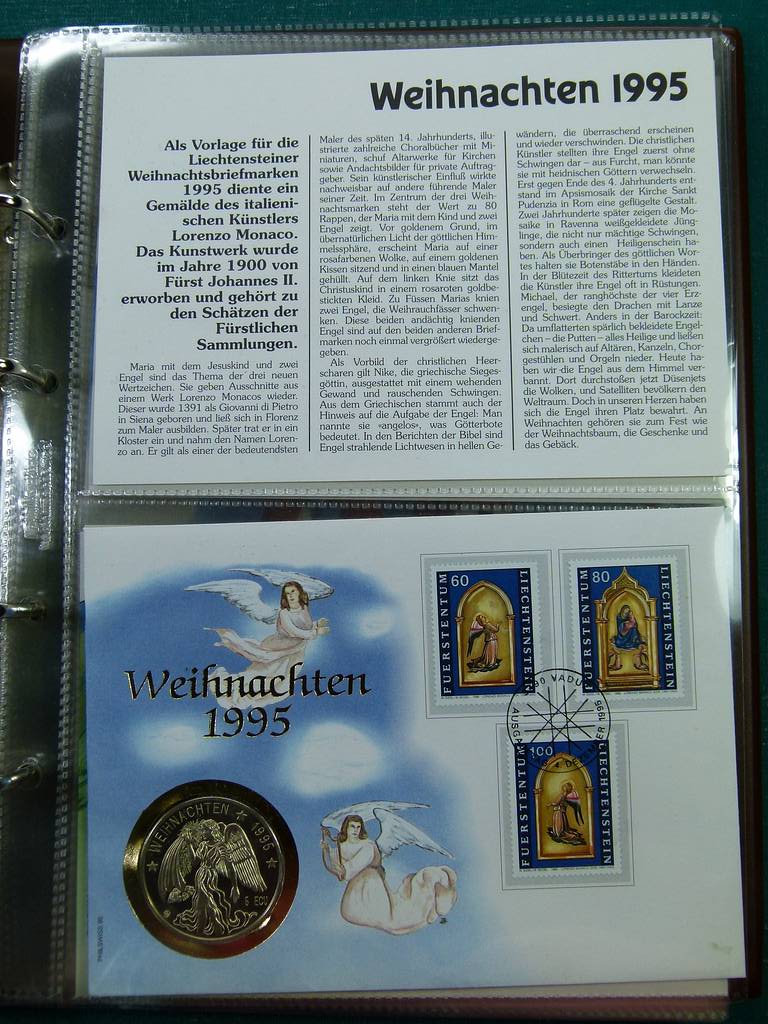 Weihnachten 1995
Als Vorlage für die
Liechtensteiner
Weihnachtsbriefmarken
1995 diente ein
Gemälde des italieni-
schen Künstlers
Lorenzo Monaco.
Das Kunstwerk wurde
im Jahre 1900 von
Fürst Johannes II.
erworben und gehört zu
den Schätzen der
Fürstlichen
Sammlungen.
Maria mit dem Jesuskind und zwei
Engel sind das Thema der drei neuen
Wertzeichen. Sie geben Ausschnitte aus
einem Werk Lorenzo Monacos wieder.
Dieser wurde 1391 als Giovanni di Pietro
in Siena geboren und ließ sich in Florenz
zum Maler ausbilden. Später trat er in ein
Kloster ein und nahm den Namen Loren-
zo an. Er gilt als einer der bedeutendsten
Maler des späten 14. Jahrhunderts, illu-
strierte zahlreiche Choralbücher mit Mi-
niaturen, schuf Altarwerke für Kirchen
sowie Andachtsbilder für private Auftrag-
geber. Sein künstlerischer Einfluß wirkte
nachweisbar auf andere führende Maler
seiner Zeit. Im Zentrum der drei Weih-
nachtsmarken steht der Wert zu 80
Rappen, der Maria mit dem Kind und zwei
Engel zeigt. Vor goldenem Grund, im
übernatürlichen Licht der göttlichen Him-
melssphäre, erscheint Maria auf einer
rosafarbenen Wolke, auf einem goldenen
Kissen sitzend und in einen blauen Mantel
gehüllt. Auf dem linken Knie sitzt das
Christuskind in einem rosaroten goldbe-
stickten Kleid. Zu Füssen Marias knien
zwei Engel, die Weihrauchfässer schwen-
ken. Diese beiden andächtig knienden
Engel sind auf den beiden anderen Brief-
marken noch einmal vergrößert wiederge-
geben.
Als Vorbild der christlichen Heer-
scharen gilt Nike, die griechische Sieges-
göttin, ausgestattet mit einem wehenden
Gewand und rauschenden Schwingen.
Aus dem Griechischen stammt auch der
Hinweis auf die Aufgabe der Engel: Man
nannte sie «angelos», was Götterbote
bedeutet. In den Berichten der Bibel sind
Engel strahlende Lichtwesen in hellen Ge-
wändern, die überraschend erscheinen
und wieder verschwinden. Die christlichen
Künstler stellten ihre Engel zuerst ohne
Schwingen dar – aus Furcht, man könnte
sie mit heidnischen Göttern verwechseln.
Erst gegen Ende des 4. Jahrhunderts ent-
stand im Apsismosaik der Kirche Sankt
Pudenzia in Rom eine geflügelte Gestalt.
Zwei Jahrhunderte später zeigen die Mo-
saike in Ravenna weißgekleidete Jüng-
linge, die nicht nur mächtige Schwingen,
sondern auch einen Heiligenschein ha-
ben. Als Überbringer des göttlichen Wor-
tes halten sie Botenstäbe in den Händen.
In der Blütezeit des Rittertums kleideten
die Künstler ihre Engel oft in Rüstungen.
Michael, der ranghöchste der vier Erz-
engel, besiegte den Drachen mit Lanze
und Schwert. Anders in der Barockzeit:
Da umflatterten spärlich bekleidete Engel-
chen – die Putten – alles Heilige und ließen
sich malerisch auf Altären, Kanzeln, Chor-
gestühlen und Orgeln nieder. Heute ha-
ben wir die Engel aus dem Himmel ver-
bannt. Dort durchstoßen jetzt Düsenjets
die Wolken, und Satelliten bevölkern den
Weltraum. Doch in unseren Herzen haben
sich die Engel ihren Platz bewahrt. An
Weihnachten gehören sie zum Fest wie
der Weihnachtsbaum, die Geschenke und
das Gebäck.
Weihnachten
1995
60
FUERSTENTUM
LIECHTENSTEIN
80
FUERSTENTUM
LIECHTENSTEIN
100
FUERSTENTUM
LIECHTENSTEIN
90 VADUZ
4 DEZEMBER 1995
WEIHNACHTEN
1995
5 ECU
PHILSWISS 95